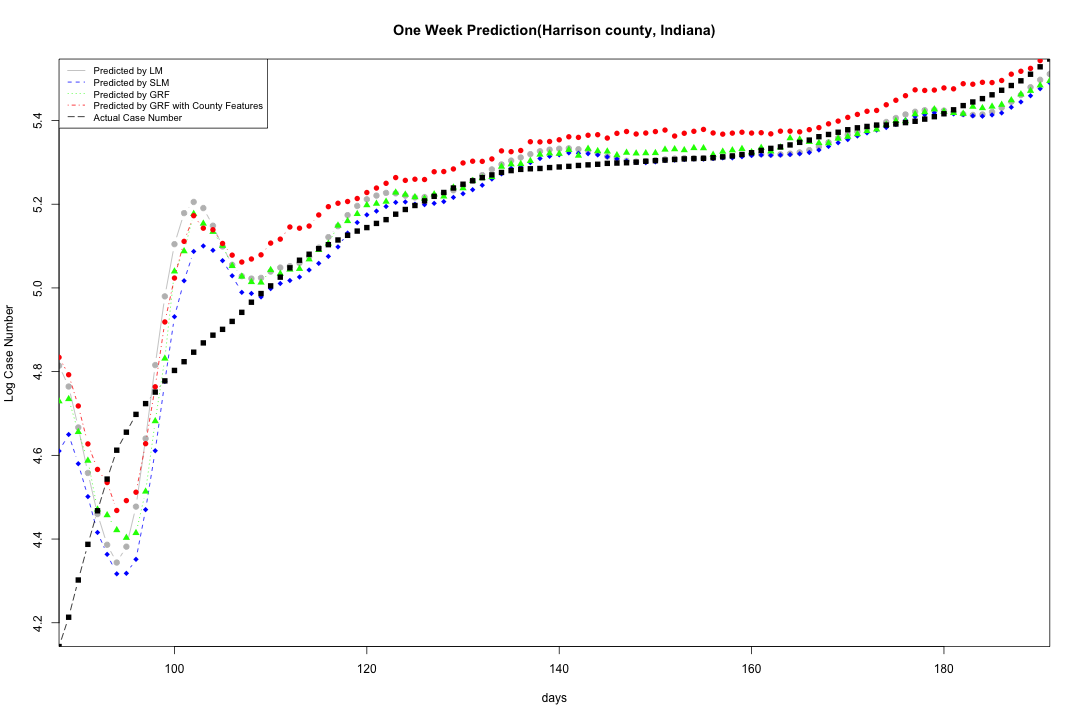 One Week Prediction(Harrison county, Indiana)
Predicted by LM
Predicted by SLM
Predicted by GRF
Predicted by GRF with County Features
Actual Case Number
Log Case Number
5.4
5.2
5.0
4.8
4.6
4.4
4.2
100 120 140 160 180
days